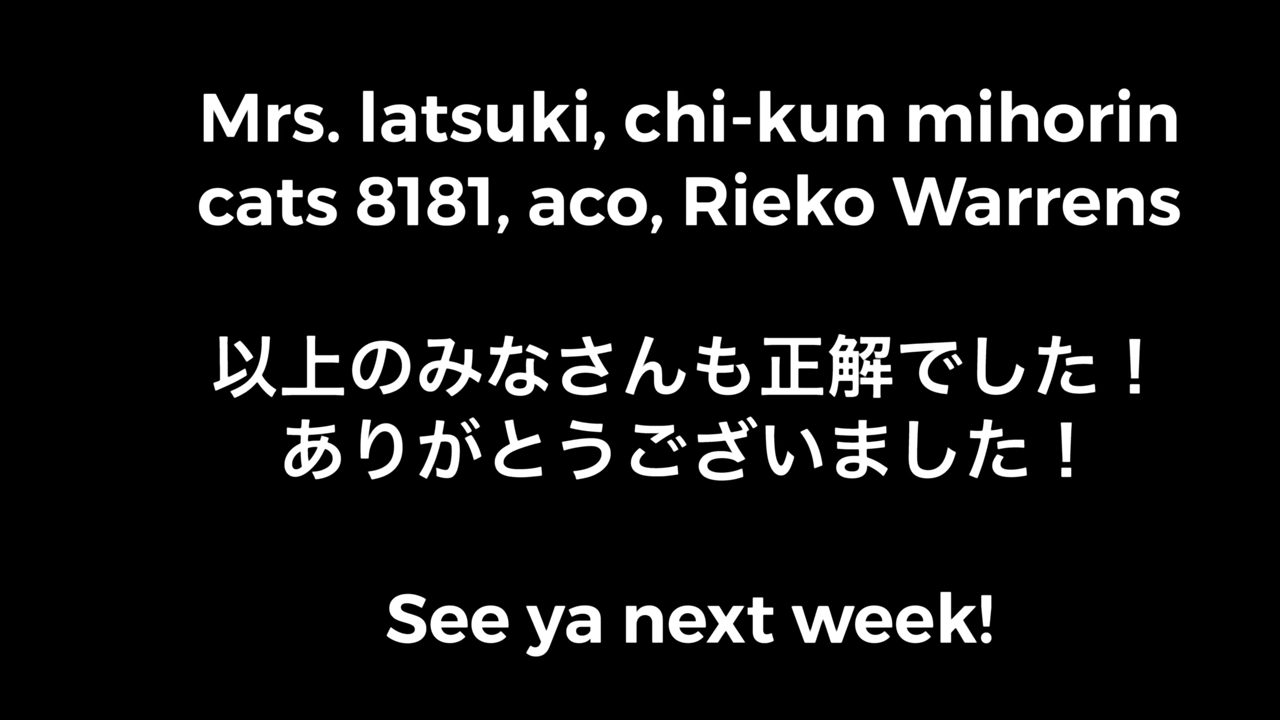 Mrs. latsuki, chi-kun mihorin
cats 8181, aco, Rieko Warrens
以上のみなさんも正解でした！
ありがとうございました！
See ya next week!